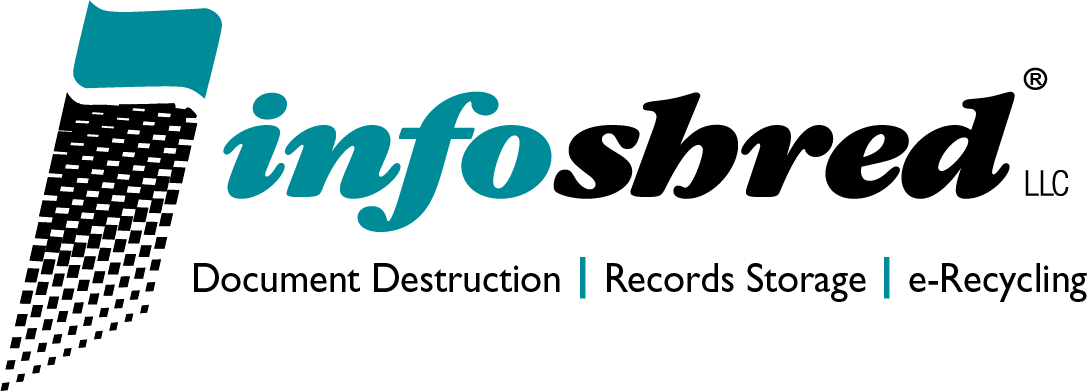 infoshred® LLC
Document Destruction | Records Storage | e-Recycling